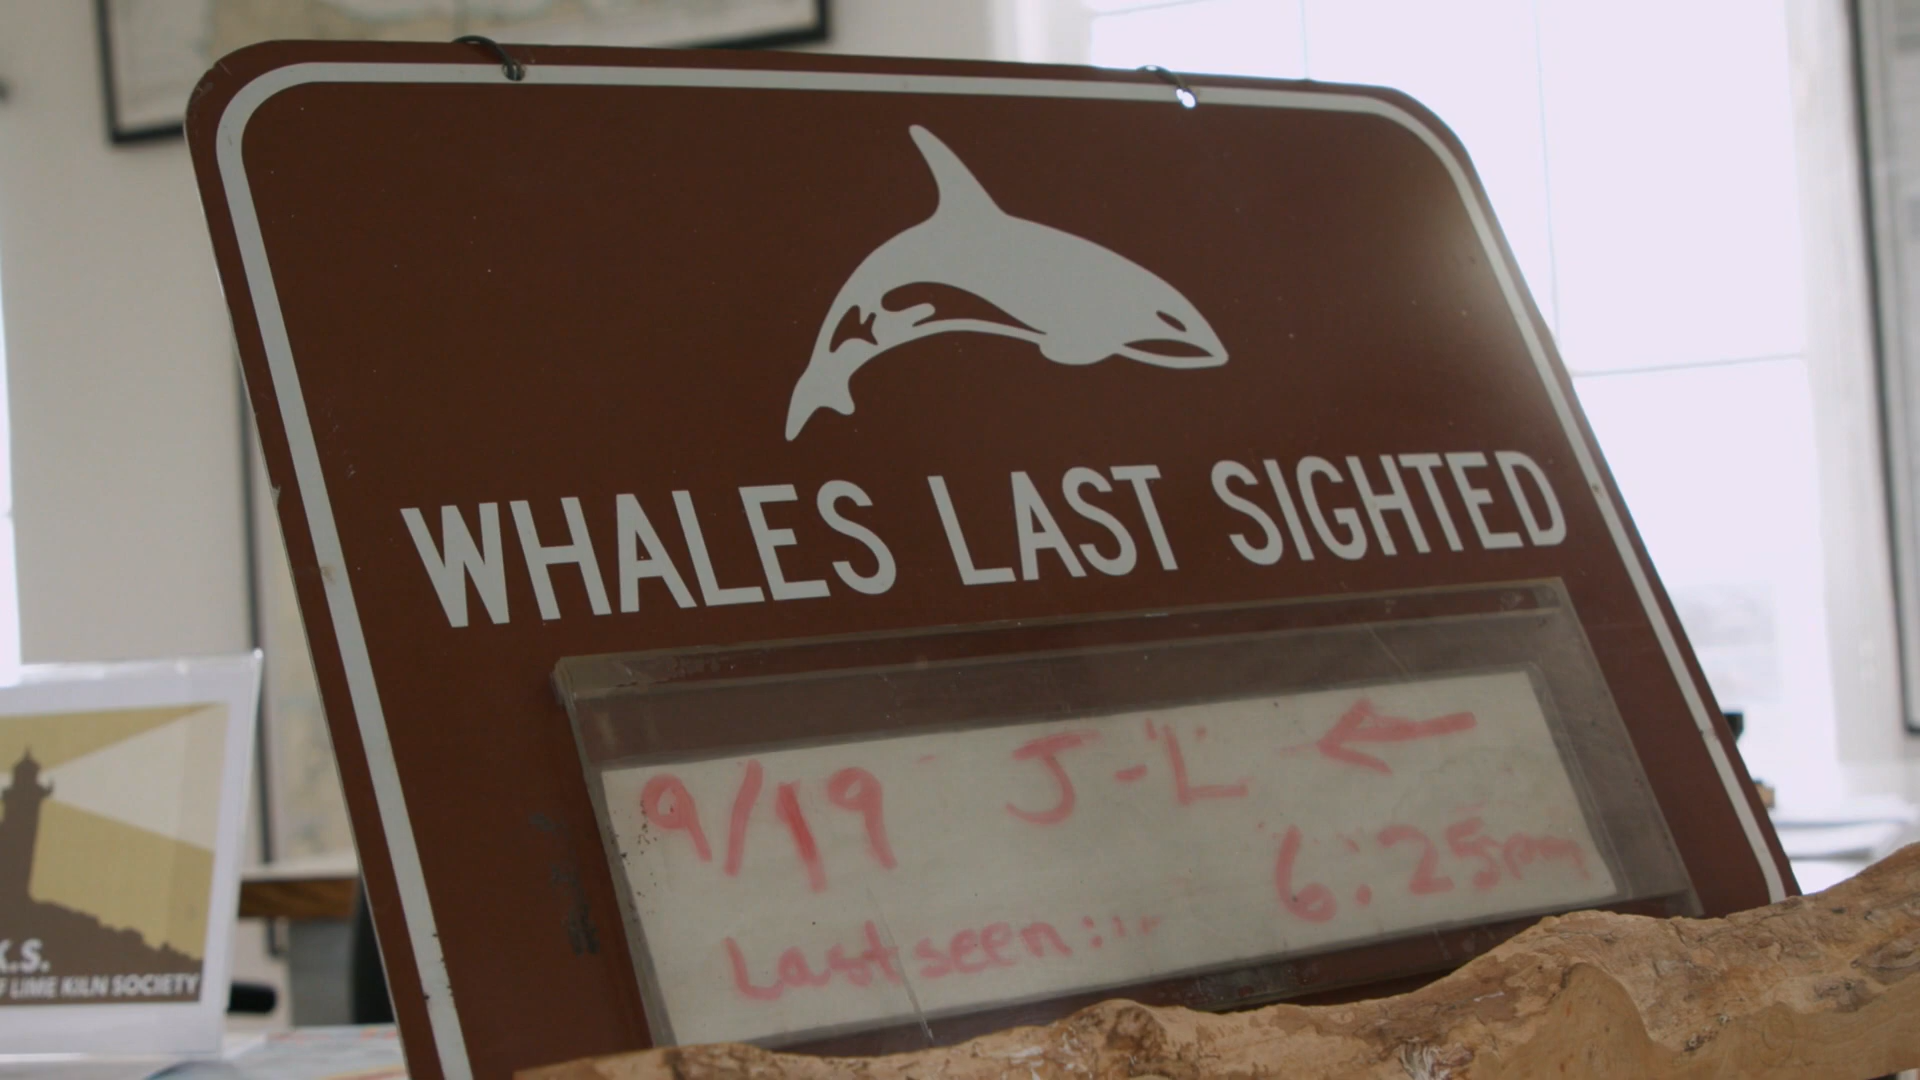 WHALES LAST SIGHTED
9/19 J-L ←
6:25pm
Last seen:
K.S.
F LIME KILN SOCIETY